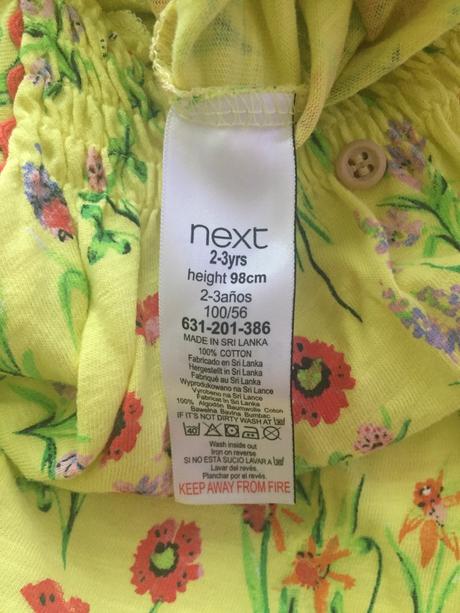 next
2-3yrs
height 98cm
2-3años
100/56
631-201-386
MADE IN SRI LANKA
100% COTTON
Fabricado en Sri Lanka
Hergestellt in Sri Lanka
Fabriqué au Sri Lanka
Wyprodukowano na Sri Lance
Vyrobeno na Sri Lance
Fabricat în Sri Lanka
100% Algodón Baumwolle Coton
Bawełna Bavlna Bumbac
IF IT'S NOT DIRTY WASH AT
40
Wash inside out
Iron on reverse
SI NO ESTÁ SUCIO LAVAR A
Lavar del revés.
Planchar por el revés.
KEEP AWAY FROM FIRE